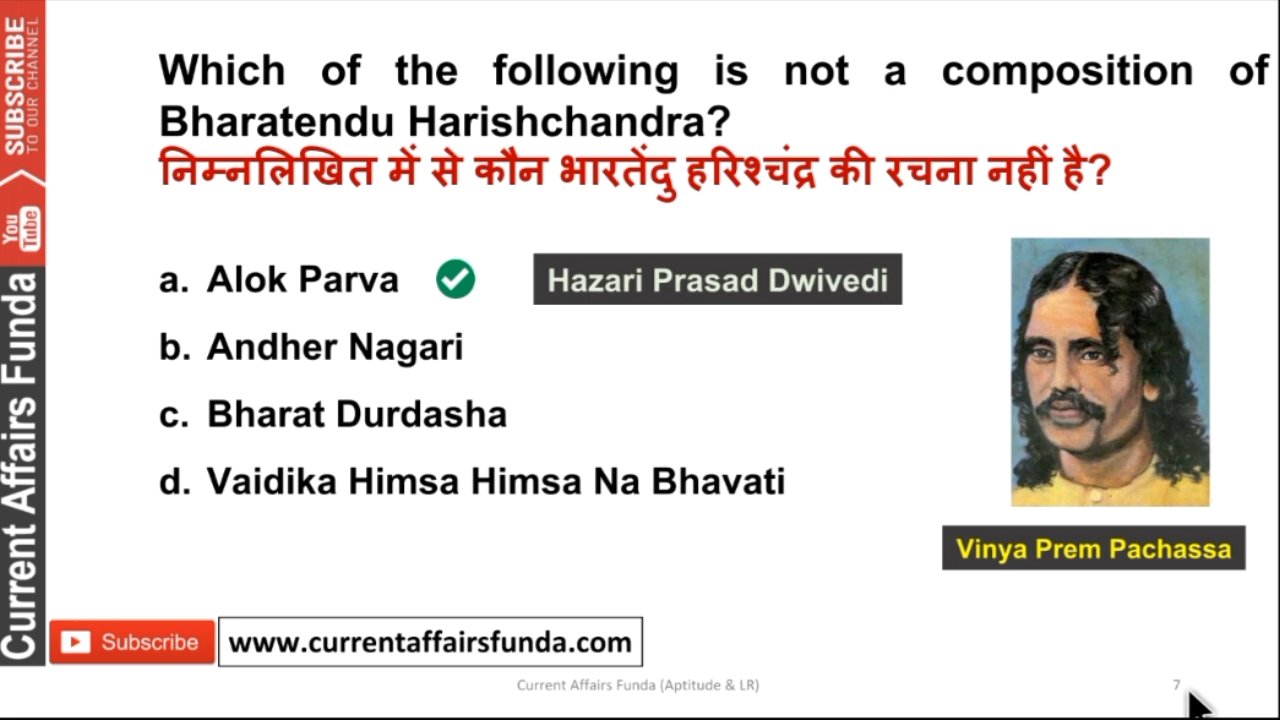 Which of the following is not a composition of
Bharatendu Harishchandra?
निम्नलिखित में से कौन भारतेंदु हरिश्चंद्र की रचना नहीं है?
a. Alok Parva
Hazari Prasad Dwivedi
b. Andher Nagari
c. Bharat Durdasha
d. Vaidika Himsa Himsa Na Bhavati
Vinya Prem Pachassa
SUBSCRIBE
TO OUR CHANNEL
You
Tube
Current Affairs Funda
Subscribe
www.currentaffairsfunda.com
Current Affairs Funda (Aptitude & LR)
7